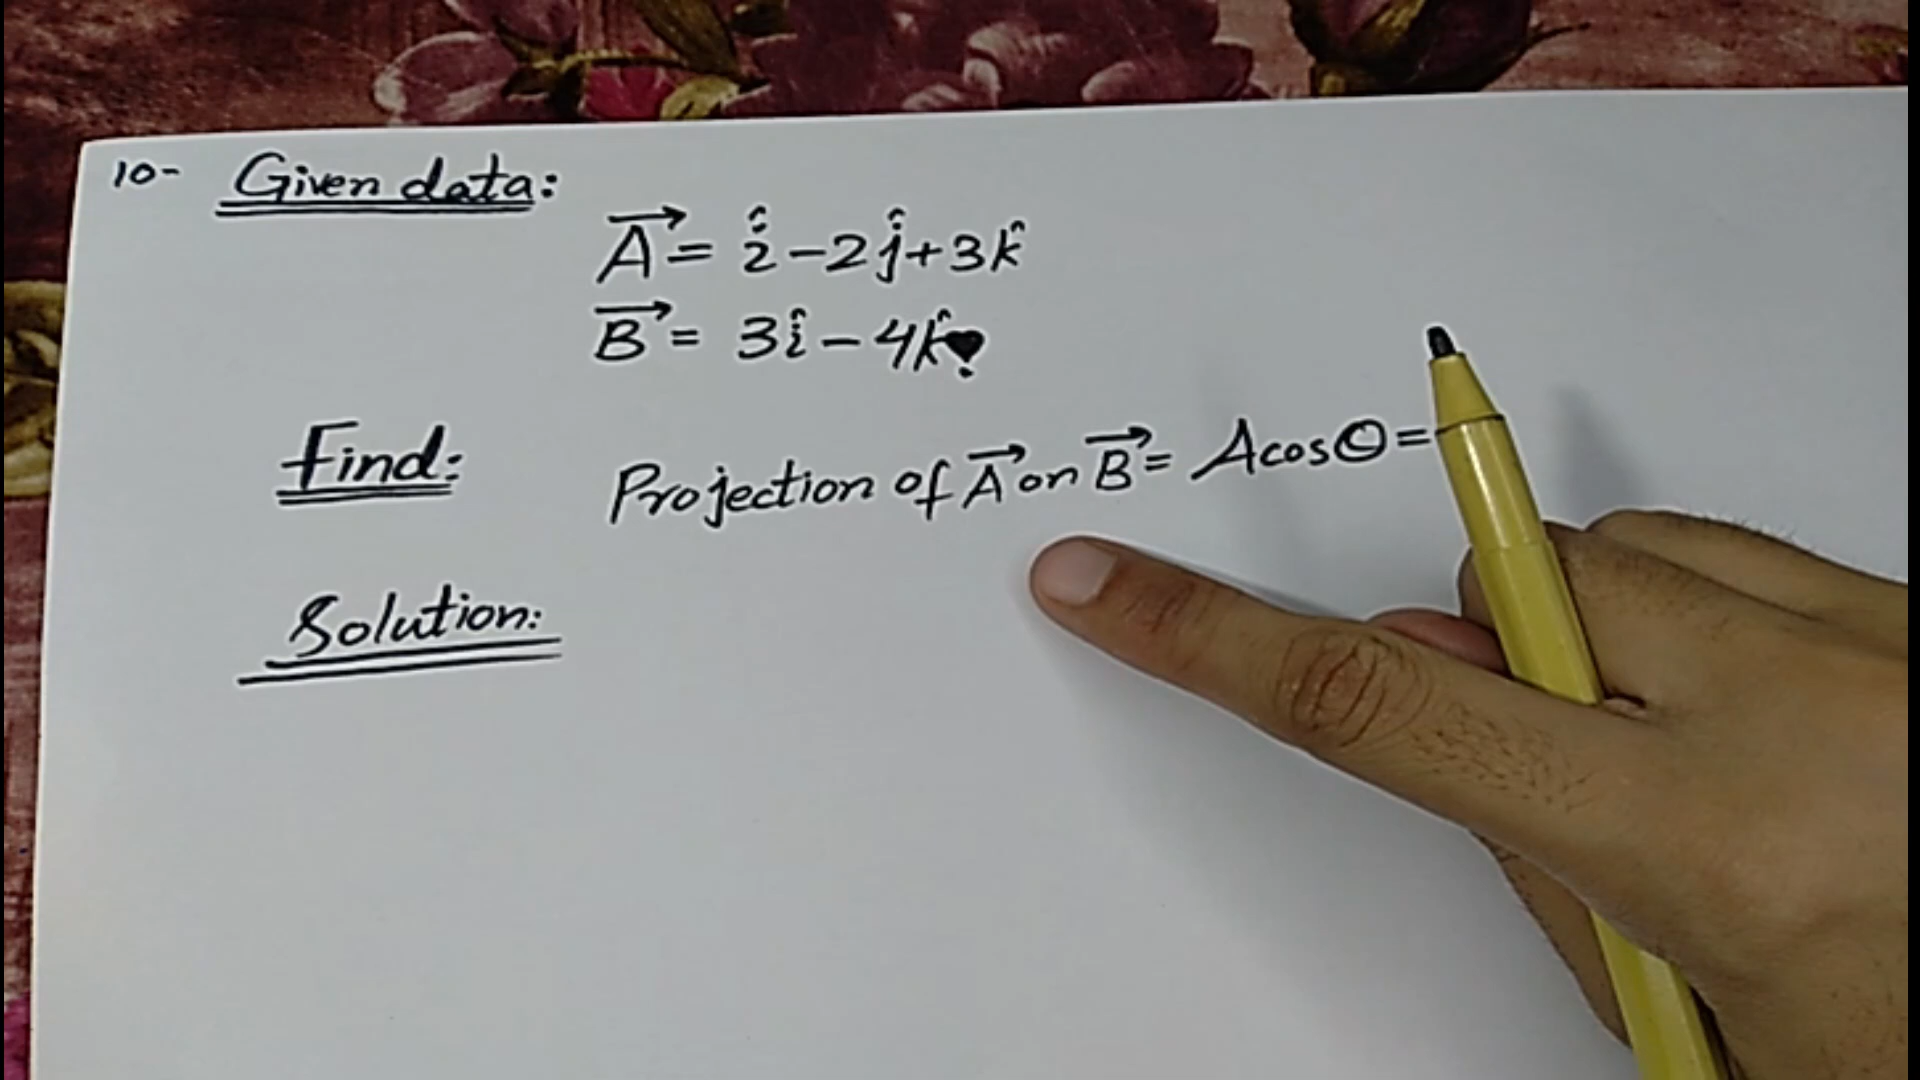 10- Given data:
A⃗ = î - 2ĵ + 3k̂
B⃗ = 3î - 4k̂
Find: Projection of A⃗ on B⃗ = Acosθ =
Solution: